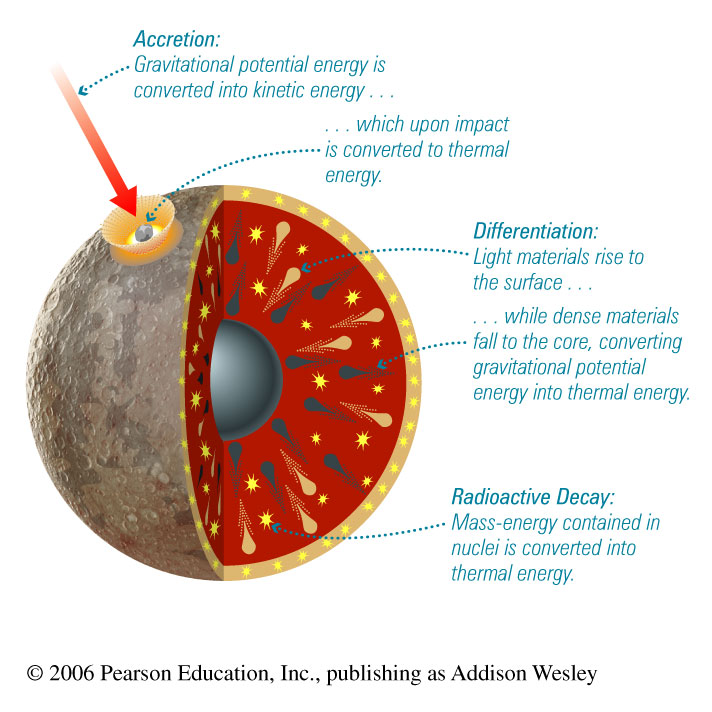 Accretion:
Gravitational potential energy is
converted into kinetic energy . . .
. . . which upon impact
is converted to thermal
energy.
Differentiation:
Light materials rise to
the surface . . .
. . . while dense materials
fall to the core, converting
gravitational potential
energy into thermal energy.
Radioactive Decay:
Mass-energy contained in
nuclei is converted into
thermal energy.
© 2006 Pearson Education, Inc., publishing as Addison Wesley